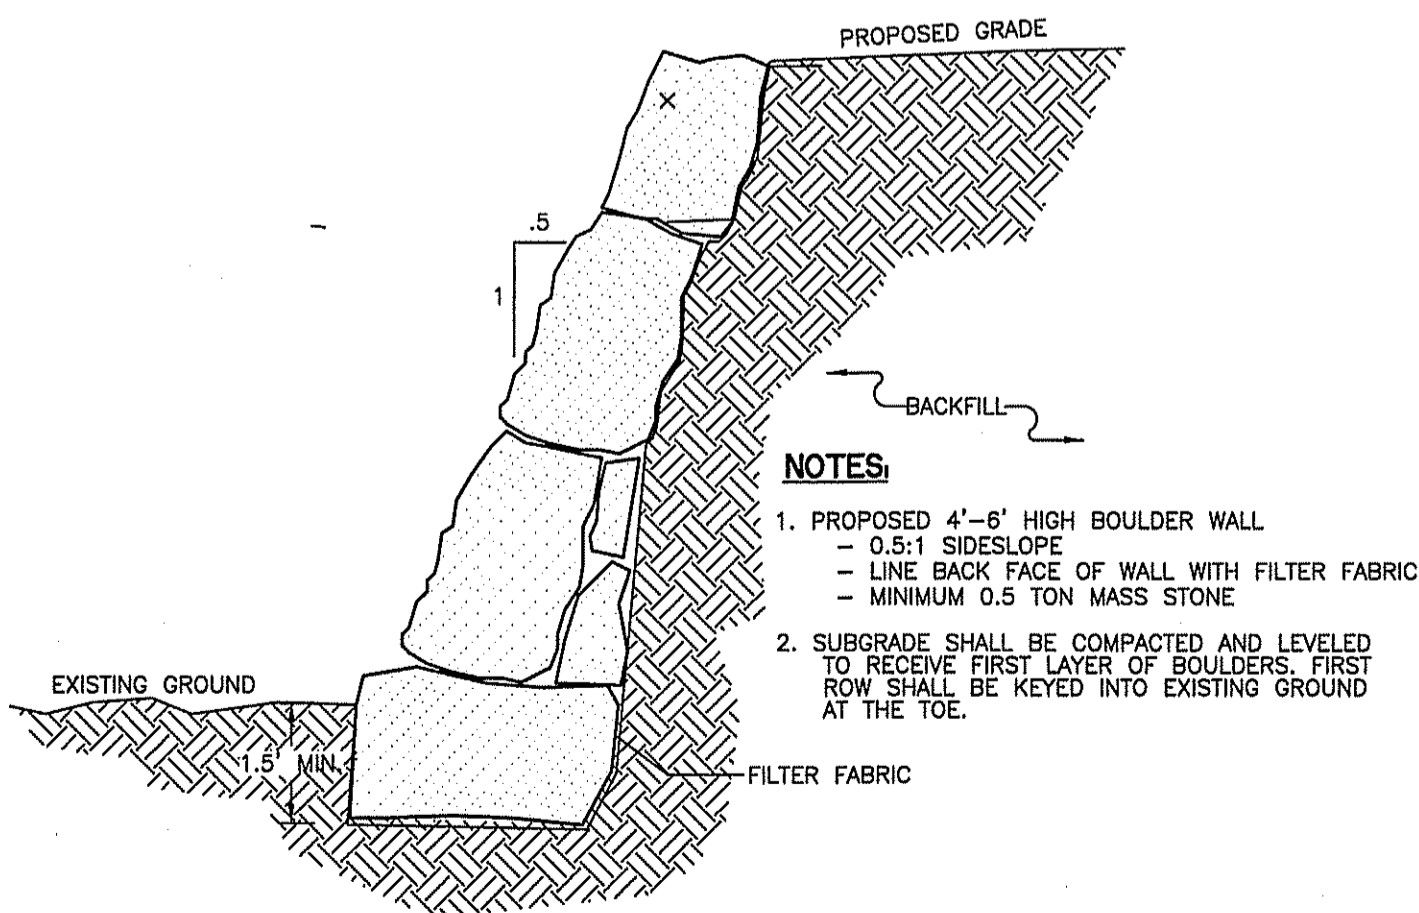 PROPOSED GRADE
.5
1
BACKFILL
NOTES:
1. PROPOSED 4'-6' HIGH BOULDER WALL
- 0.5:1 SIDESLOPE
- LINE BACK FACE OF WALL WITH FILTER FABRIC
- MINIMUM 0.5 TON MASS STONE
2. SUBGRADE SHALL BE COMPACTED AND LEVELED
TO RECEIVE FIRST LAYER OF BOULDERS. FIRST
ROW SHALL BE KEYED INTO EXISTING GROUND
AT THE TOE.
EXISTING GROUND
1.5' MIN.
FILTER FABRIC